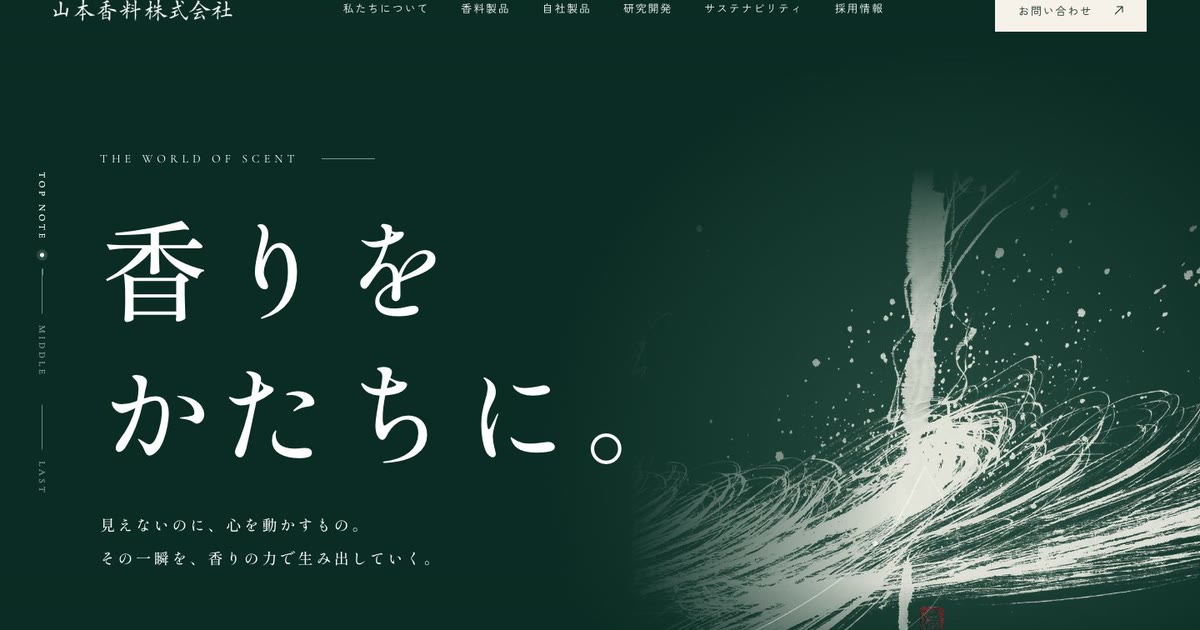 山本香料株式会社
私たちについて 香料製品 自社製品 研究開発 サステナビリティ 採用情報
お問い合わせ
THE WORLD OF SCENT
香りを
かたちに。
見えないのに、心を動かすもの。
その一瞬を、香りの力で生み出していく。
TOP NOTE
MIDDLE
LAST